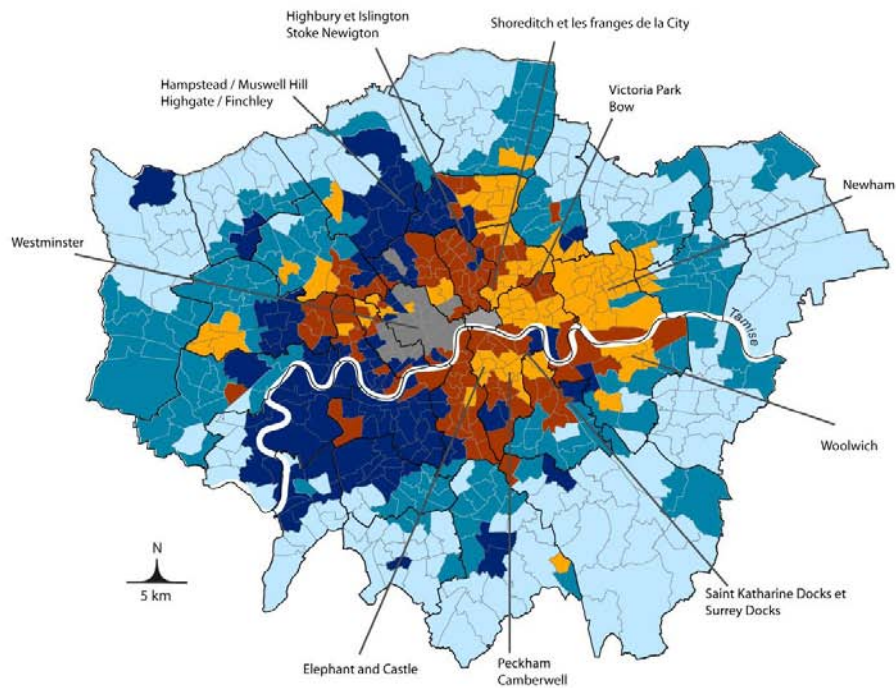 Highbury et Islington
Stoke Newigton
Shoreditch et les franges de la City
Hampstead / Muswell Hill
Highgate / Finchley
Victoria Park
Bow
Newham
Westminster
Tamise
Woolwich
N
5 km
Saint Katharine Docks et
Surrey Docks
Peckham
Camberwell
Elephant and Castle